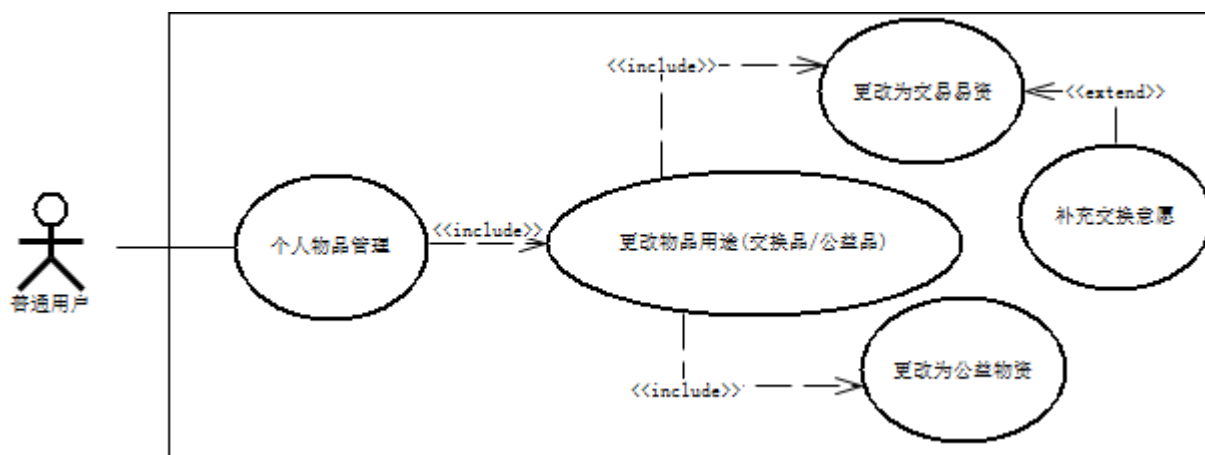 <<include>>
更改为交易易资
<<extend>>
补充交换意愿
个人物品管理
<<include>>
更改物品用途(交换品/公益品)
普通用户
<<include>>
更改为公益物资